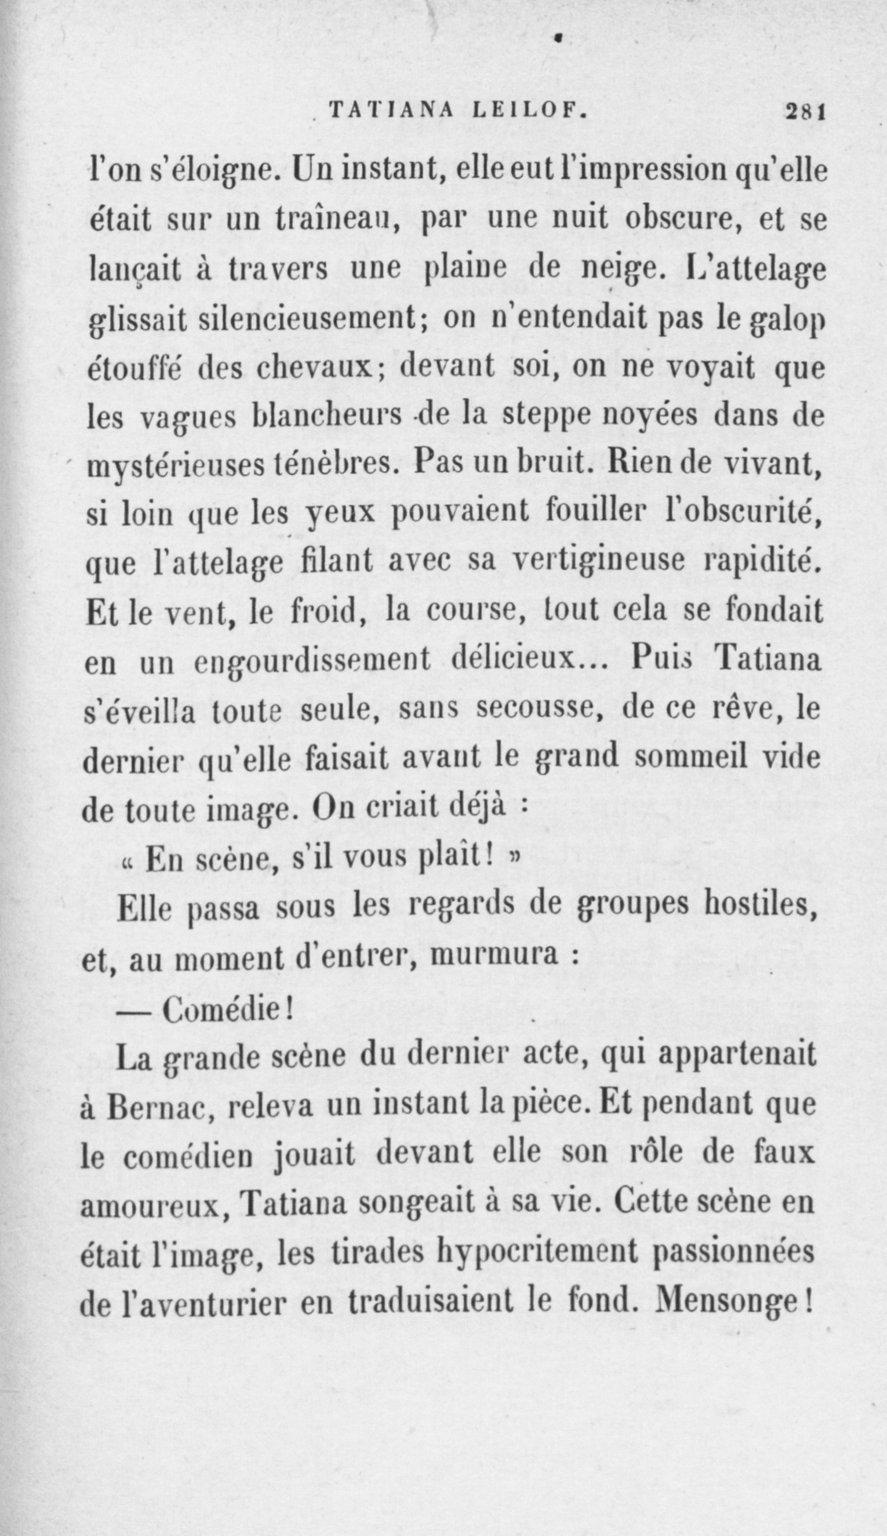 TATIANA LEILOF. 281
l'on s'éloigne. Un instant, elle eut l'impression qu'elle
était sur un traîneau, par une nuit obscure, et se
lançait à travers une plaine de neige. L'attelage
glissait silencieusement; on n'entendait pas le galop
étouffé des chevaux; devant soi, on ne voyait que
les vagues blancheurs de la steppe noyées dans de
mystérieuses ténèbres. Pas un bruit. Rien de vivant,
si loin que les yeux pouvaient fouiller l'obscurité,
que l'attelage filant avec sa vertigineuse rapidité.
Et le vent, le froid, la course, tout cela se fondait
en un engourdissement délicieux... Puis Tatiana
s'éveilla toute seule, sans secousse, de ce rêve, le
dernier qu'elle faisait avant le grand sommeil vide
de toute image. On criait déjà :
« En scène, s'il vous plaît! »
Elle passa sous les regards de groupes hostiles,
et, au moment d'entrer, murmura :
— Comédie!
La grande scène du dernier acte, qui appartenait
à Bernac, releva un instant la pièce. Et pendant que
le comédien jouait devant elle son rôle de faux
amoureux, Tatiana songeait à sa vie. Cette scène en
était l'image, les tirades hypocritement passionnées
de l'aventurier en traduisaient le fond. Mensonge!